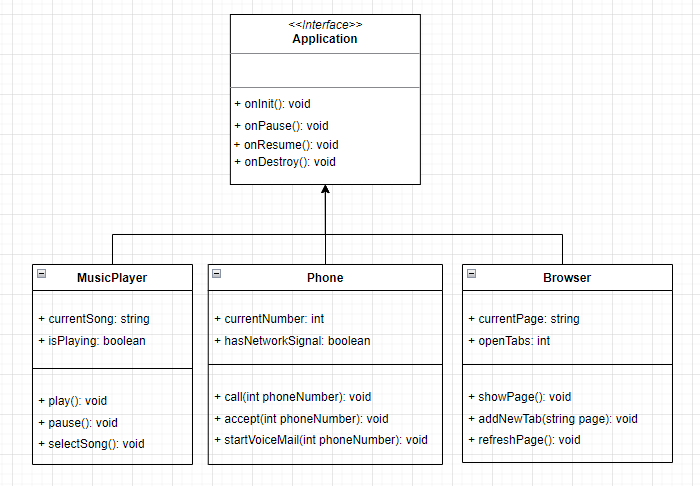 <<Interface>>
Application
+ onInit(): void
+ onPause(): void
+ onResume(): void
+ onDestroy(): void
MusicPlayer
+ currentSong: string
+ isPlaying: boolean
+ play(): void
+ pause(): void
+ selectSong(): void
Phone
+ currentNumber: int
+ hasNetworkSignal: boolean
+ call(int phoneNumber): void
+ accept(int phoneNumber): void
+ startVoiceMail(int phoneNumber): void
Browser
+ currentPage: string
+ openTabs: int
+ showPage(): void
+ addNewTab(string page): void
+ refreshPage(): void